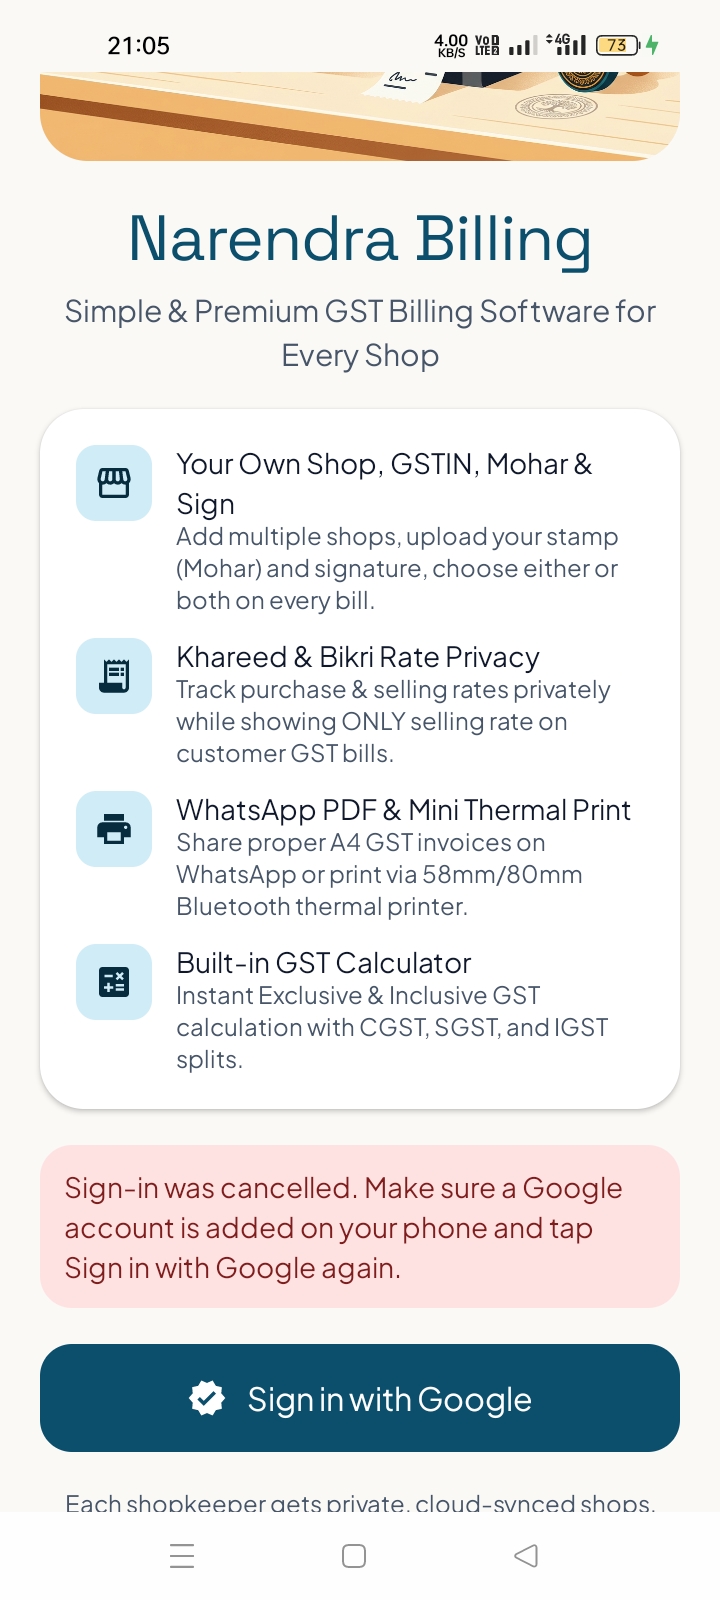 21:05
4.00
KB/S
Vo
LTE
4G
73
Narendra Billing
Simple & Premium GST Billing Software for
Every Shop
Your Own Shop, GSTIN, Mohar &
Sign
Add multiple shops, upload your stamp
(Mohar) and signature, choose either or
both on every bill.
Khareed & Bikri Rate Privacy
Track purchase & selling rates privately
while showing ONLY selling rate on
customer GST bills.
WhatsApp PDF & Mini Thermal Print
Share proper A4 GST invoices on
WhatsApp or print via 58mm/80mm
Bluetooth thermal printer.
Built-in GST Calculator
Instant Exclusive & Inclusive GST
calculation with CGST, SGST, and IGST
splits.
Sign-in was cancelled. Make sure a Google
account is added on your phone and tap
Sign in with Google again.
Sign in with Google
Each shopkeeper gets private, cloud-synced shops,